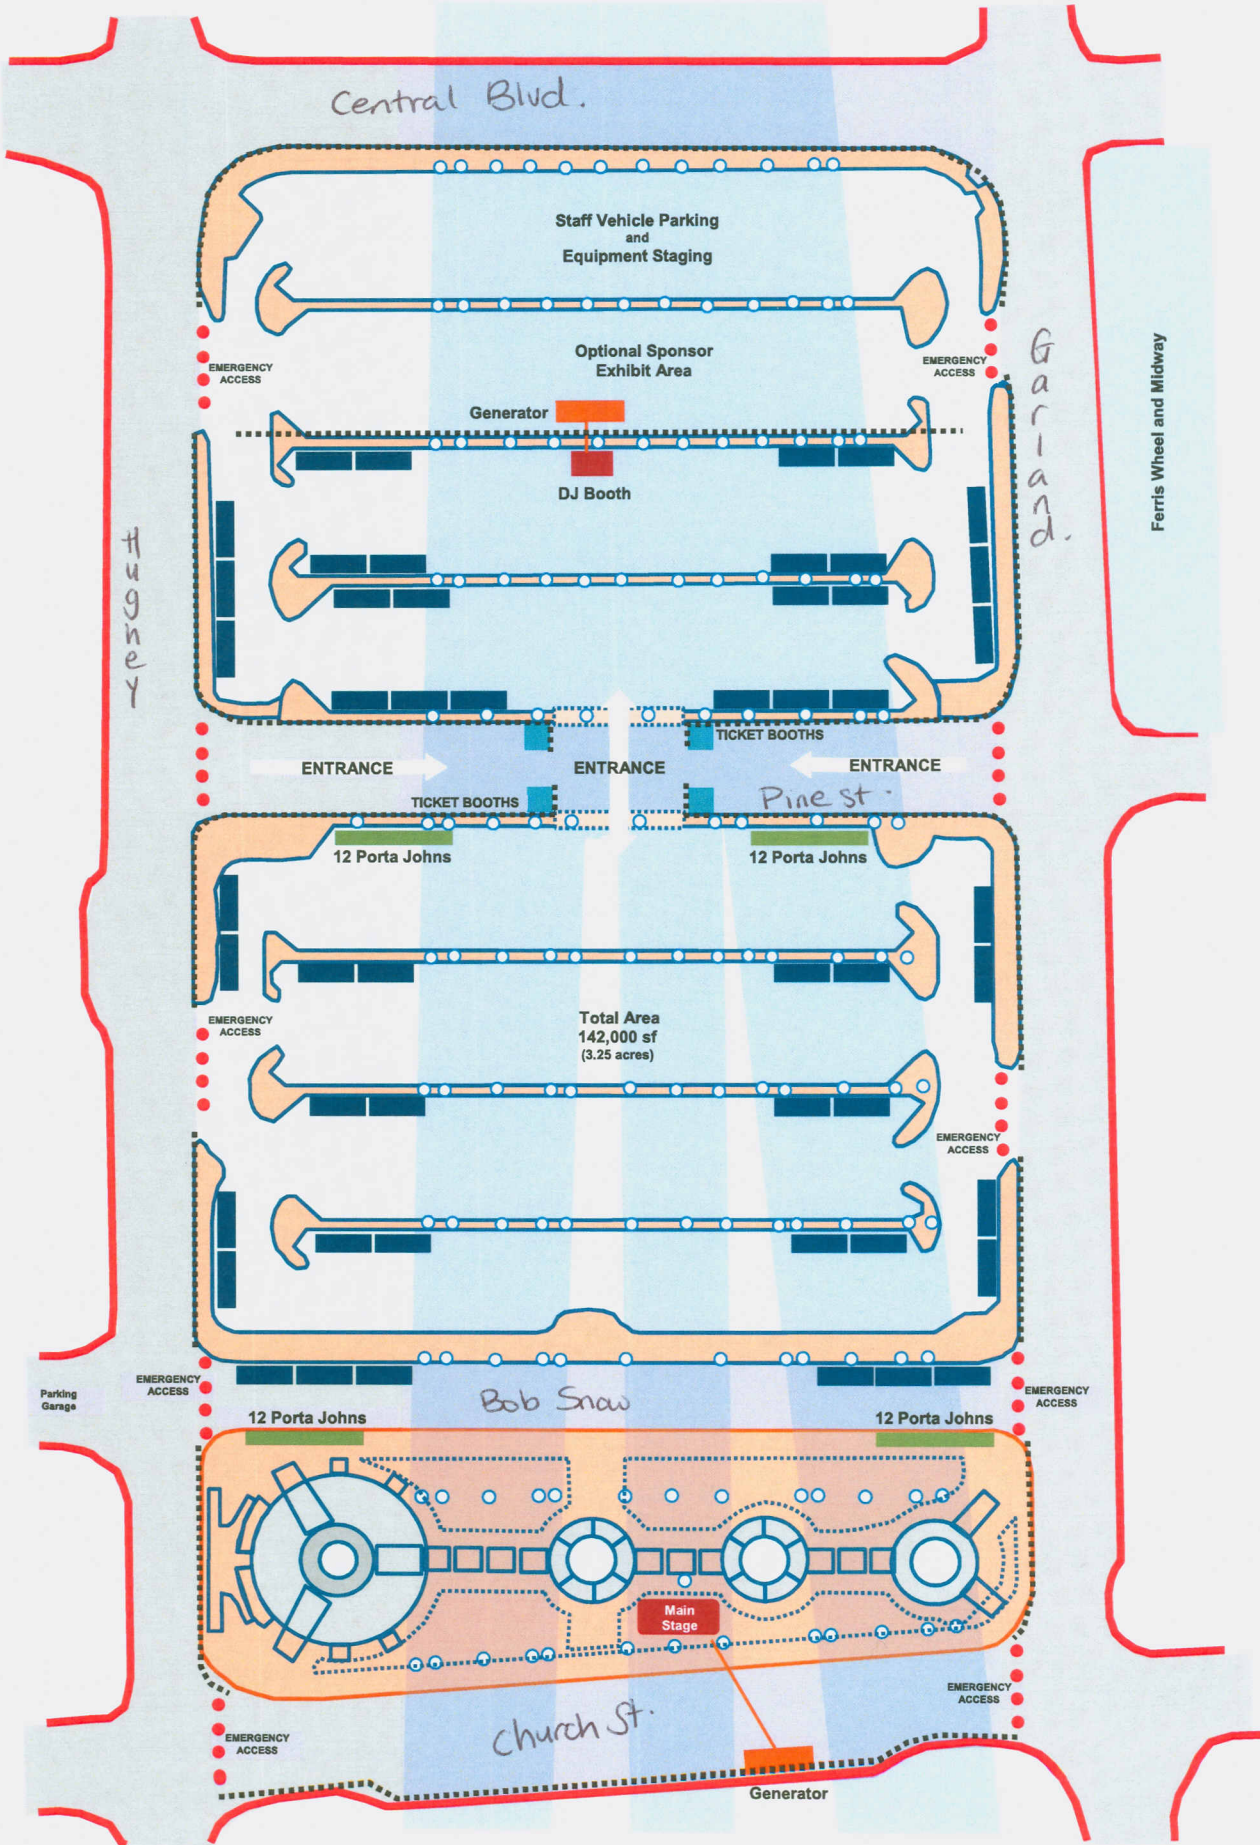 Central Blvd.
Staff Vehicle Parking
and
Equipment Staging
Optional Sponsor
Exhibit Area
EMERGENCY
ACCESS
EMERGENCY
ACCESS
Garland.
Ferris Wheel and Midway
Generator
DJ Booth
Hughey
TICKET BOOTHS
ENTRANCE
ENTRANCE
ENTRANCE
TICKET BOOTHS
Pine St.
12 Porta Johns
12 Porta Johns
EMERGENCY
ACCESS
Total Area
142,000 sf
(3.25 acres)
EMERGENCY
ACCESS
EMERGENCY
ACCESS
EMERGENCY
ACCESS
Parking
Garage
Bob Snow
12 Porta Johns
12 Porta Johns
Main
Stage
EMERGENCY
ACCESS
Church St.
EMERGENCY
ACCESS
Generator